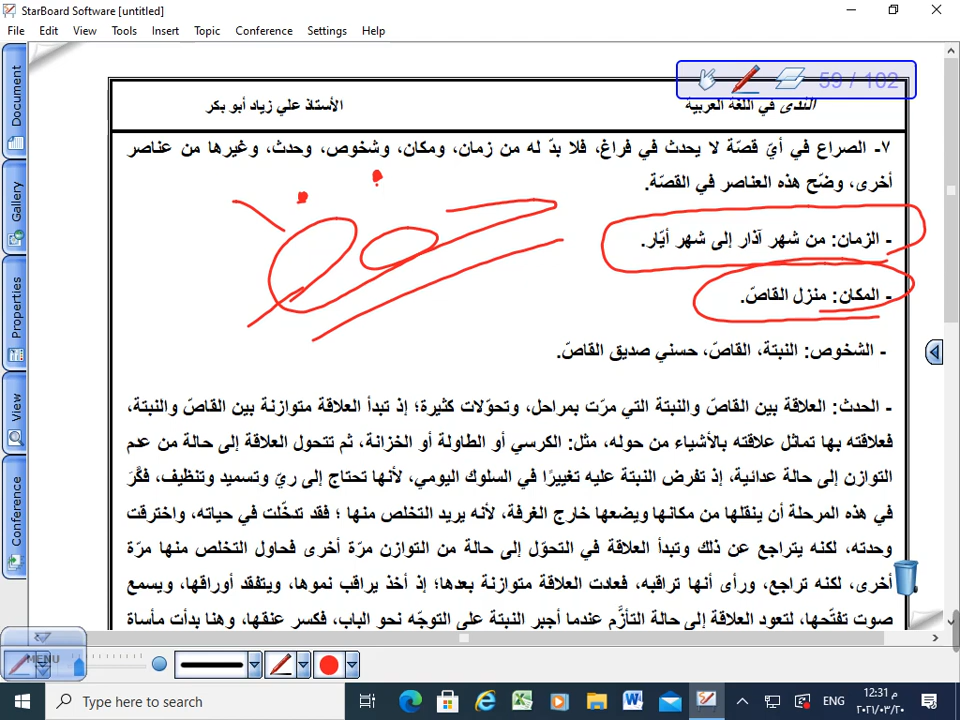 StarBoard Software [untitled]
File Edit View Tools Insert Topic Conference Settings Help
59 / 102
الندى في اللغة العربية الأستاذ علي زياد أبو بكر
٧- الصراع في أيّ قصّة لا يحدث في فراغ، فلا بدّ له من زمان، ومكان، وشخوص، وحدث، وغيرها من عناصر
أخرى، وضّح هذه العناصر في القصّة.
- الزمان: من شهر آذار إلى شهر أيّار.
- المكان: منزل القاصّ.
- الشخوص: النبتة، القاصّ، حسني صديق القاصّ.
- الحدث: العلاقة بين القاصّ والنبتة التي مرّت بمراحل، وتحوّلات كثيرة؛ إذ تبدأ العلاقة متوازنة بين القاصّ والنبتة،
فعلاقته بها تماثل علاقته بالأشياء من حوله، مثل: الكرسي أو الطاولة أو الخزانة، ثم تتحول العلاقة إلى حالة من عدم
التوازن إلى حالة عدائية، إذ تفرض النبتة عليه تغييرًا في السلوك اليومي، لأنها تحتاج إلى ريّ وتسميد وتنظيف، فكَّرَ
في هذه المرحلة أن ينقلها من مكانها ويضعها خارج الغرفة، لأنه يريد التخلص منها ؛ فقد تدخّلت في حياته، واخترقت
وحدته، لكنه يتراجع عن ذلك وتبدأ العلاقة في التحوّل إلى حالة من التوازن مرّة أخرى فحاول التخلص منها مرّة
أخرى، لكنه تراجع، ورأى أنها تراقبه، فعادت العلاقة متوازنة بعدها؛ إذ أخذ يراقب نموها، ويتفقد أوراقها، ويسمع
صوت تفتّحها، لتعود العلاقة إلى حالة التأزَّم عندما أجبر النبتة على التوجّه نحو الباب، فكسر عنقها، وهنا بدأت مأساة
Document
Gallery
Properties
View
Conference
MENU
Type here to search
ENG
12:31 م
٢٠٢١/٠٣/٢٠